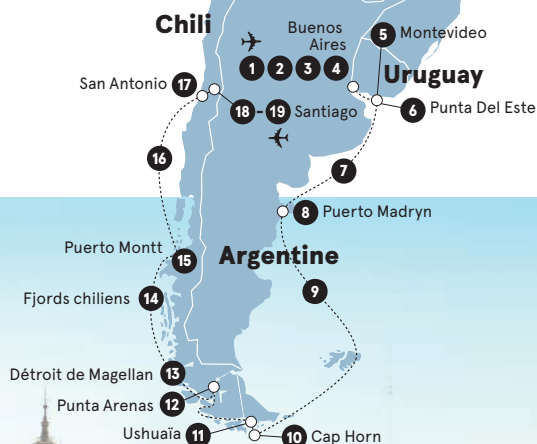 Chili
Buenos
Aires
1 2 3 4
5 Montevideo
Uruguay
6 Punta Del Este
San Antonio 17
18-19 Santiago
16
7
8 Puerto Madryn
Puerto Montt 15
Argentine
9
Fjords chiliens 14
Détroit de Magellan 13
Punta Arenas 12
Ushuaïa 11
10 Cap Horn